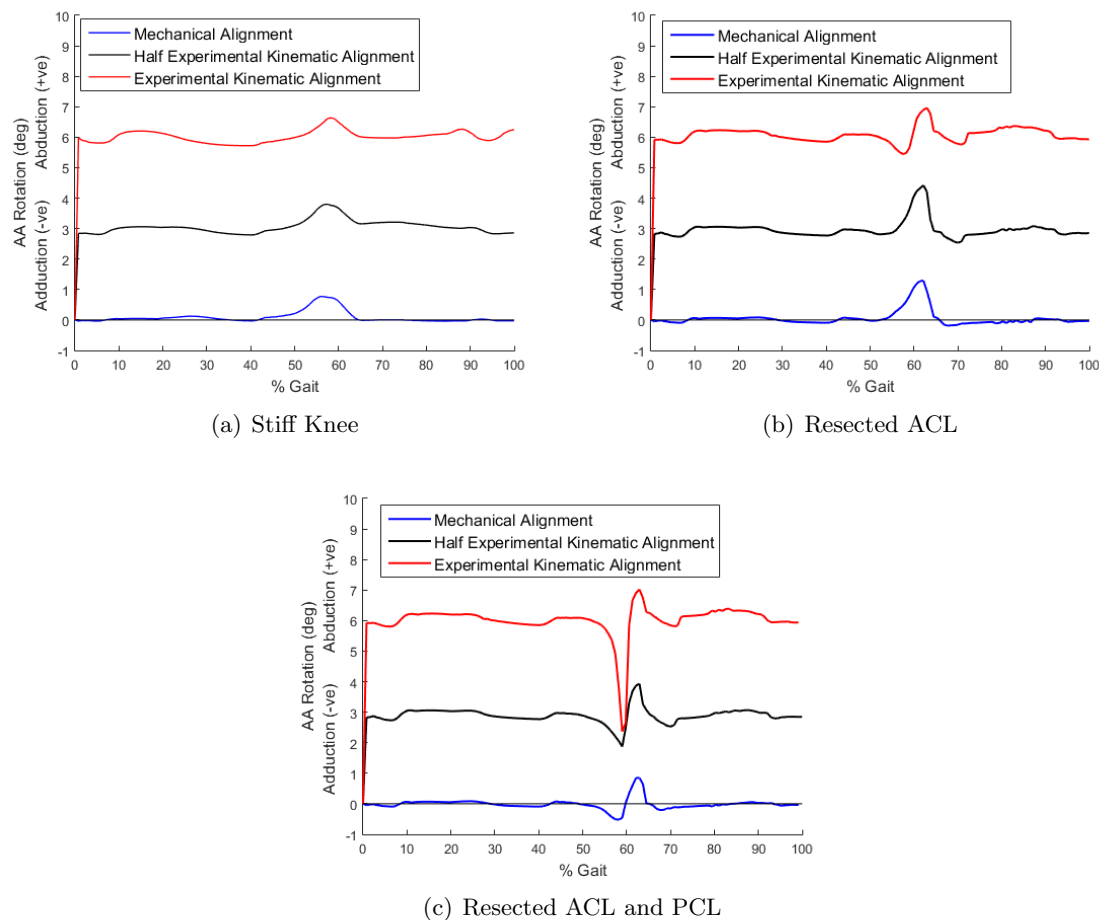 10
9
8
7
6
5
4
3
2
1
0
-1
AA Rotation (deg)
Adduction (-ve) Abduction (+ve)
Mechanical Alignment
Half Experimental Kinematic Alignment
Experimental Kinematic Alignment
0 10 20 30 40 50 60 70 80 90 100
% Gait
(a) Stiff Knee
10
9
8
7
6
5
4
3
2
1
0
-1
AA Rotation (deg)
Adduction (-ve) Abduction (+ve)
Mechanical Alignment
Half Experimental Kinematic Alignment
Experimental Kinematic Alignment
0 10 20 30 40 50 60 70 80 90 100
% Gait
(b) Resected ACL
10
9
8
7
6
5
4
3
2
1
0
-1
AA Rotation (deg)
Adduction (-ve) Abduction (+ve)
Mechanical Alignment
Half Experimental Kinematic Alignment
Experimental Kinematic Alignment
0 10 20 30 40 50 60 70 80 90 100
% Gait
(c) Resected ACL and PCL